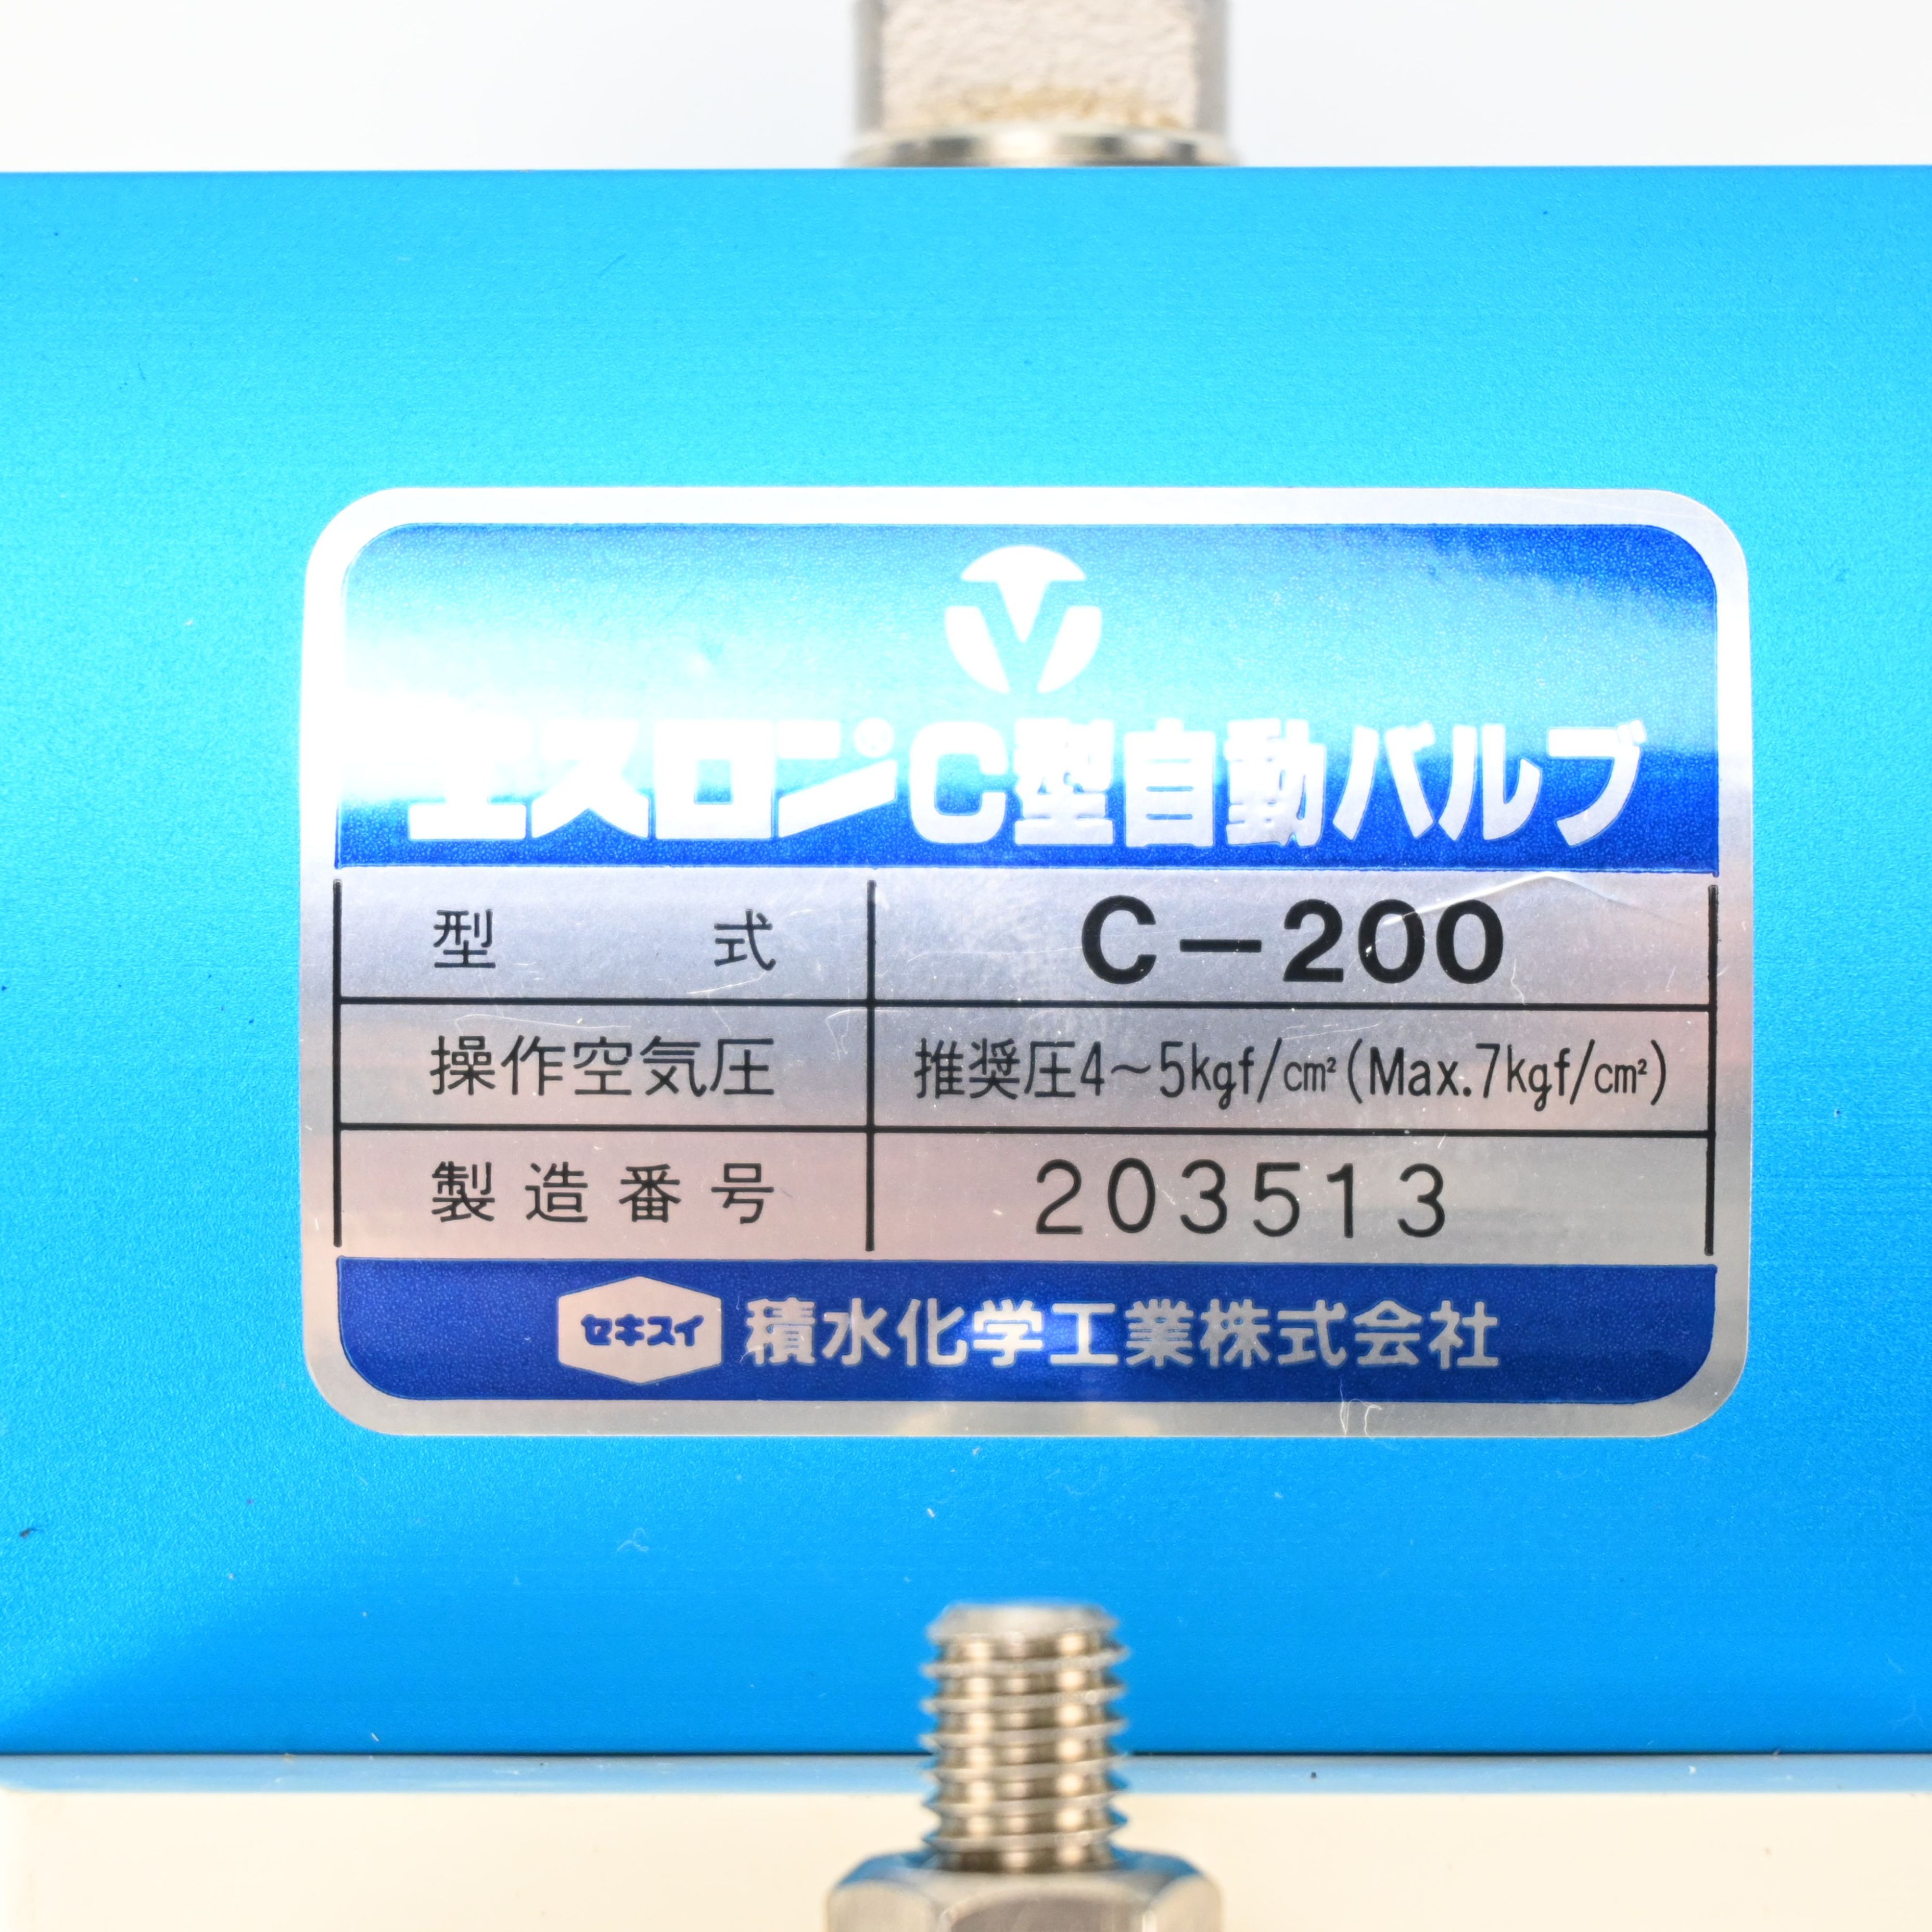 エスロン®C型自動バルブ
型式 C-200
操作空気圧 推奨圧4～5kgf/cm²(Max.7kgf/cm²)
製造番号 203513
セキスイ 積水化学工業株式会社